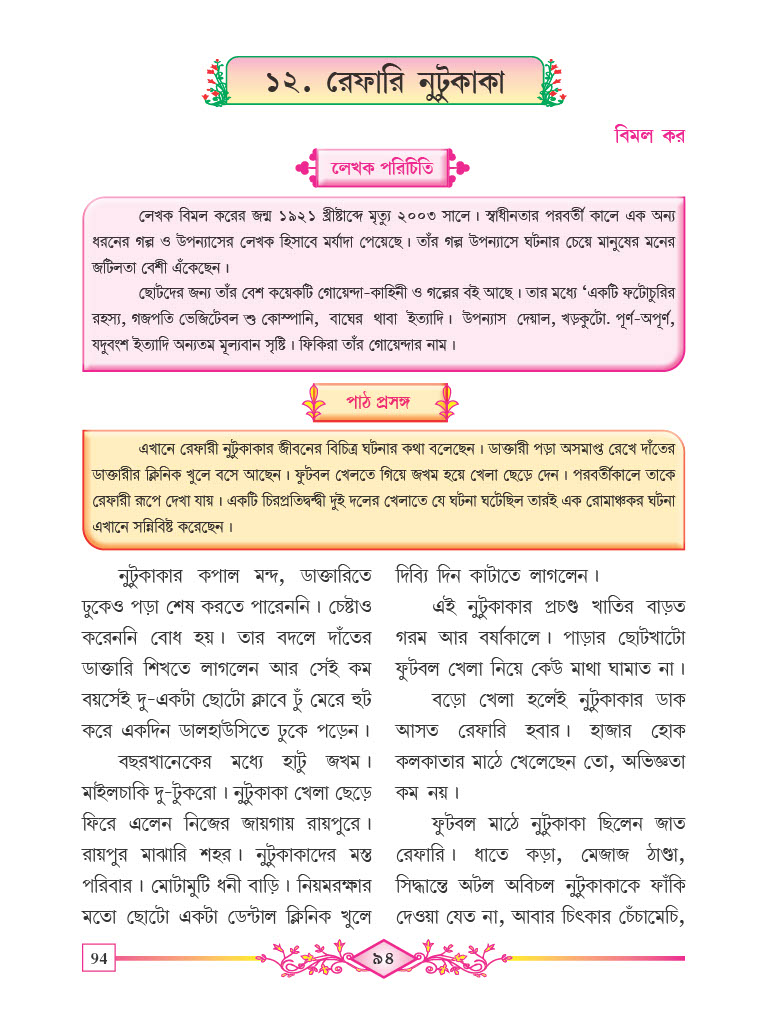 ১২. রেফারি নুটুকাকা
বিমল কর
লেখক পরিচিতি
লেখক বিমল করের জন্ম ১৯২১ খ্রীষ্টাব্দে মৃত্যু ২০০৩ সালে। স্বাধীনতার পরবর্তী কালে এক অন্য
ধরনের গল্প ও উপন্যাসের লেখক হিসাবে মর্যাদা পেয়েছে। তাঁর গল্প উপন্যাসে ঘটনার চেয়ে মানুষের মনের
জটিলতা বেশী এঁকেছেন।
ছোটদের জন্য তাঁর বেশ কয়েকটি গোয়েন্দা-কাহিনী ও গল্পের বই আছে। তার মধ্যে ‘একটি ফটোচুরির
রহস্য, গজপতি ভেজিটেবল শু কোম্পানি, বাঘের থাবা ইত্যাদি। উপন্যাস দেয়াল, খড়কুটো. পূর্ণ-অপূর্ণ,
যদুবংশ ইত্যাদি অন্যতম মূল্যবান সৃষ্টি। ফিকিরা তাঁর গোয়েন্দার নাম।
পাঠ প্রসঙ্গ
এখানে রেফারী নুটুকাকার জীবনের বিচিত্র ঘটনার কথা বলেছেন। ডাক্তারী পড়া অসমাপ্ত রেখে দাঁতের
ডাক্তারীর ক্লিনিক খুলে বসে আছেন। ফুটবল খেলতে গিয়ে জখম হয়ে খেলা ছেড়ে দেন। পরবর্তীকালে তাকে
রেফারী রূপে দেখা যায়। একটি চিরপ্রতিদ্বন্দ্বী দুই দলের খেলাতে যে ঘটনা ঘটেছিল তারই এক রোমাঞ্চকর ঘটনা
এখানে সন্নিবিষ্ট করেছেন।
নুটুকাকার কপাল মন্দ, ডাক্তারিতে
ঢুকেও পড়া শেষ করতে পারেননি। চেষ্টাও
করেননি বোধ হয়। তার বদলে দাঁতের
ডাক্তারি শিখতে লাগলেন আর সেই কম
বয়সেই দু-একটা ছোটো ক্লাবে ঢুঁ মেরে হুট
করে একদিন ডালহাউসিতে ঢুকে পড়েন।
বছরখানেকের মধ্যে হাটু জখম।
মাইলচাকি দু-টুকরো। নুটুকাকা খেলা ছেড়ে
ফিরে এলেন নিজের জায়গায় রায়পুরে।
রায়পুর মাঝারি শহর। নুটুকাকাদের মস্ত
পরিবার। মোটামুটি ধনী বাড়ি। নিয়মরক্ষার
মতো ছোটো একটা ডেন্টাল ক্লিনিক খুলে
দিব্যি দিন কাটাতে লাগলেন।
এই নুটুকাকার প্রচণ্ড খাতির বাড়ত
গরম আর বর্ষাকালে। পাড়ার ছোটখাটো
ফুটবল খেলা নিয়ে কেউ মাথা ঘামাত না।
বড়ো খেলা হলেই নুটুকাকার ডাক
আসত রেফারি হবার। হাজার হোক
কলকাতার মাঠে খেলেছেন তো, অভিজ্ঞতা
কম নয়।
ফুটবল মাঠে নুটুকাকা ছিলেন জাত
রেফারি। ধাতে কড়া, মেজাজ ঠাণ্ডা,
সিদ্ধান্তে অটল অবিচল নুটুকাকাকে ফাঁকি
দেওয়া যেত না, আবার চিৎকার চেঁচামেচি,
94
৯৪